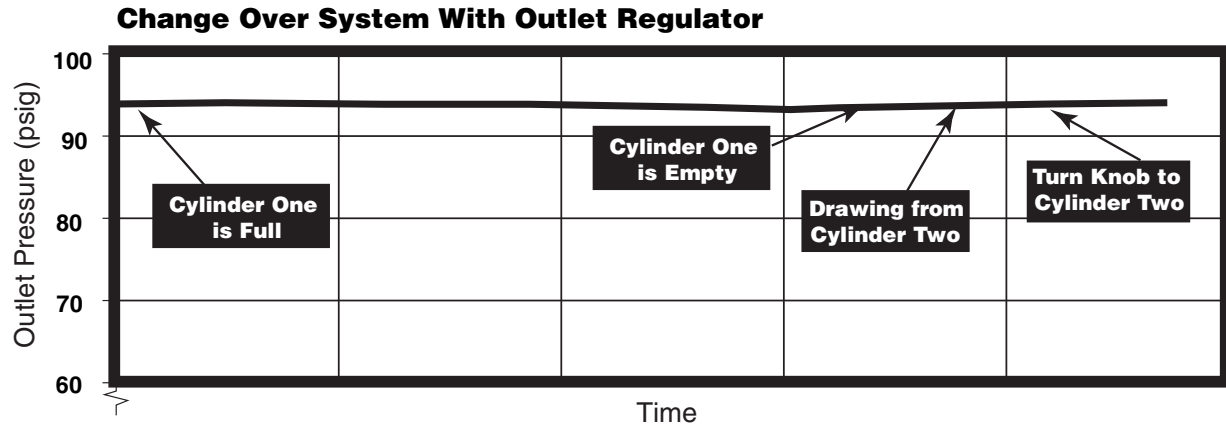 Change Over System With Outlet Regulator
Outlet Pressure (psig)
100
90
80
70
60
Cylinder One
is Full
Cylinder One
is Empty
Drawing from
Cylinder Two
Turn Knob to
Cylinder Two
Time